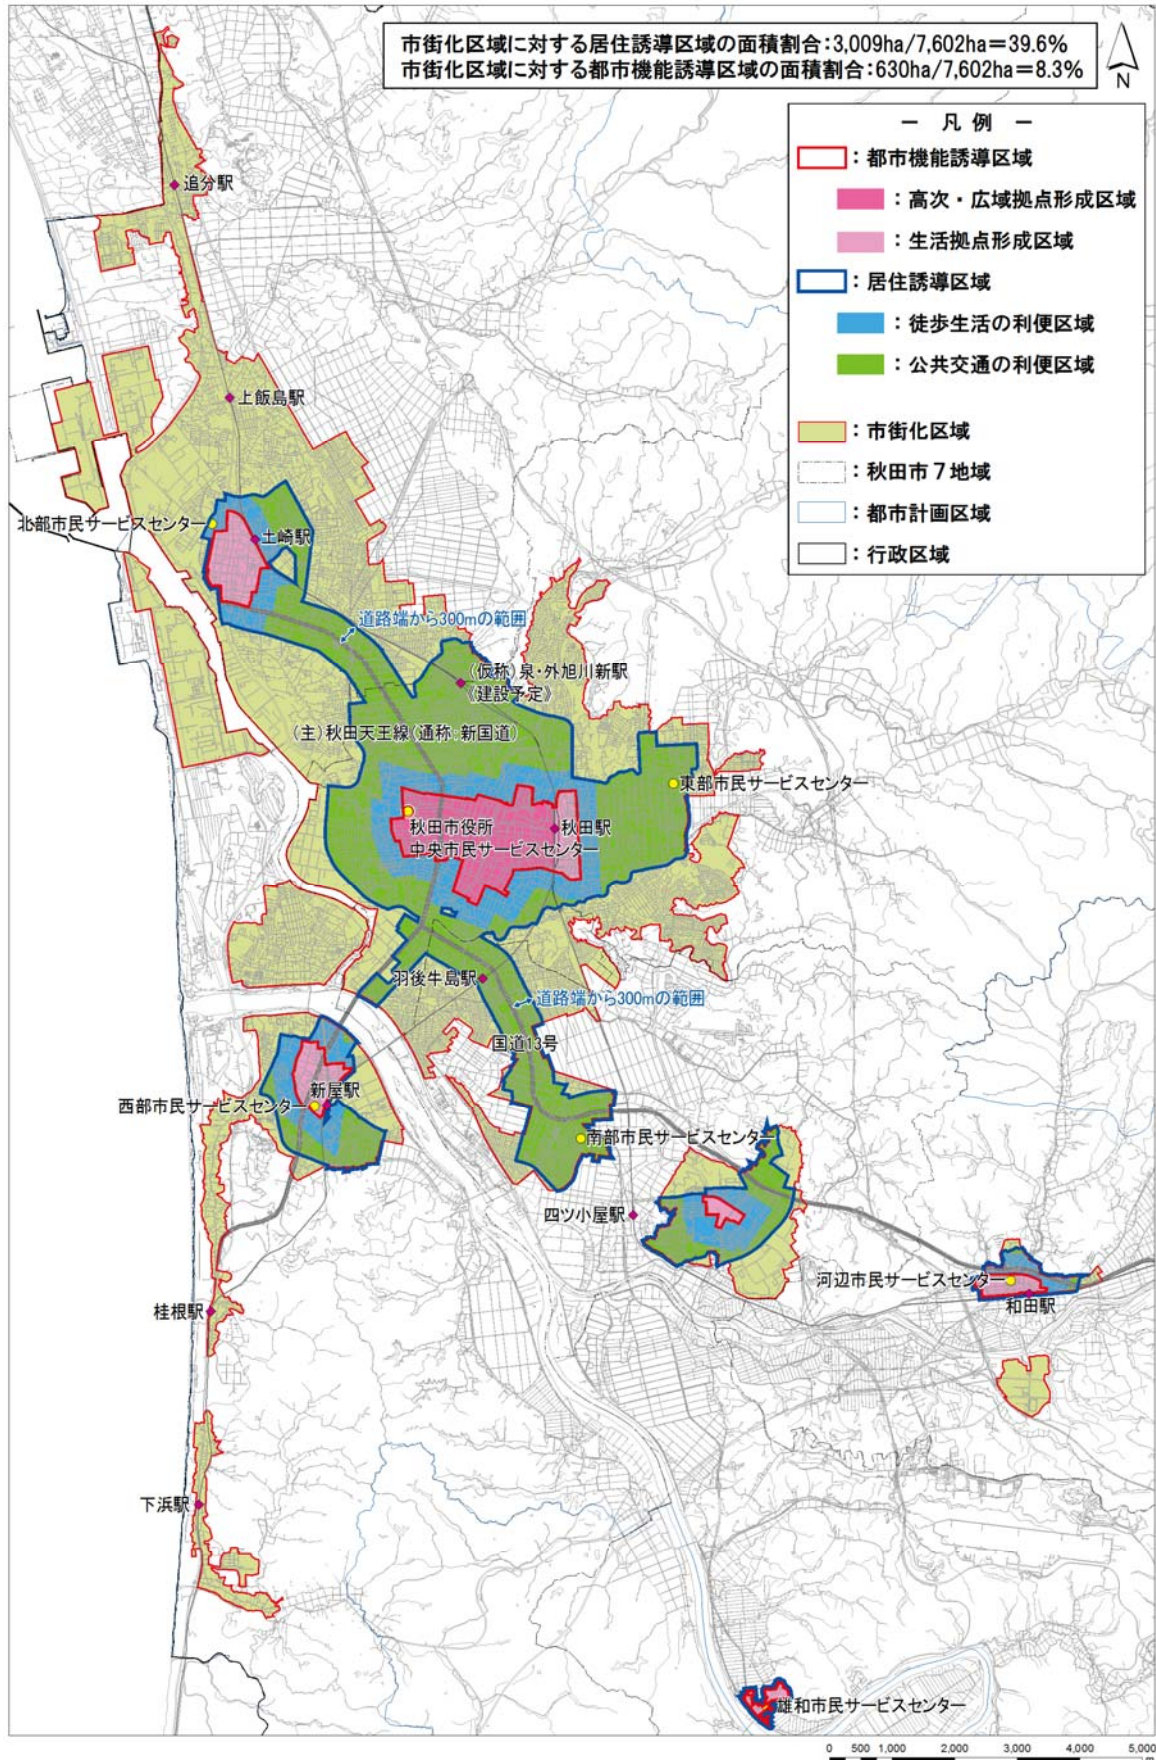 市街化区域に対する居住誘導区域の面積割合：3,009ha/7,602ha＝39.6%
市街化区域に対する都市機能誘導区域の面積割合：630ha/7,602ha＝8.3%
N
― 凡 例 ―
：都市機能誘導区域
：高次・広域拠点形成区域
：生活拠点形成区域
：居住誘導区域
：徒歩生活の利便区域
：公共交通の利便区域
：市街化区域
：秋田市７地域
：都市計画区域
：行政区域
追分駅
上飯島駅
北部市民サービスセンター
土崎駅
道路端から300mの範囲
(仮称)泉・外旭川新駅
《建設予定》
(主)秋田天王線(通称：新国道)
東部市民サービスセンター
秋田市役所
中央市民サービスセンター
秋田駅
羽後牛島駅
道路端から300mの範囲
国道13号
新屋駅
西部市民サービスセンター
南部市民サービスセンター
四ツ小屋駅
河辺市民サービスセンター
和田駅
桂根駅
下浜駅
雄和市民サービスセンター
0 500 1,000 2,000 3,000 4,000 5,000